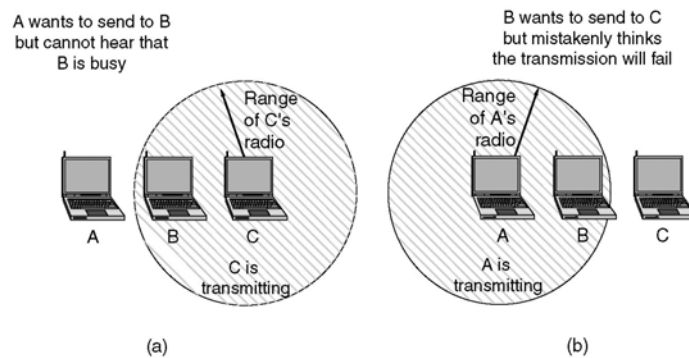 A wants to send to B
but cannot hear that
B is busy
Range
of C's
radio
A
B
C
C is
transmitting
(a)
B wants to send to C
but mistakenly thinks
the transmission will fail
Range
of A's
radio
A
B
C
A is
transmitting
(b)